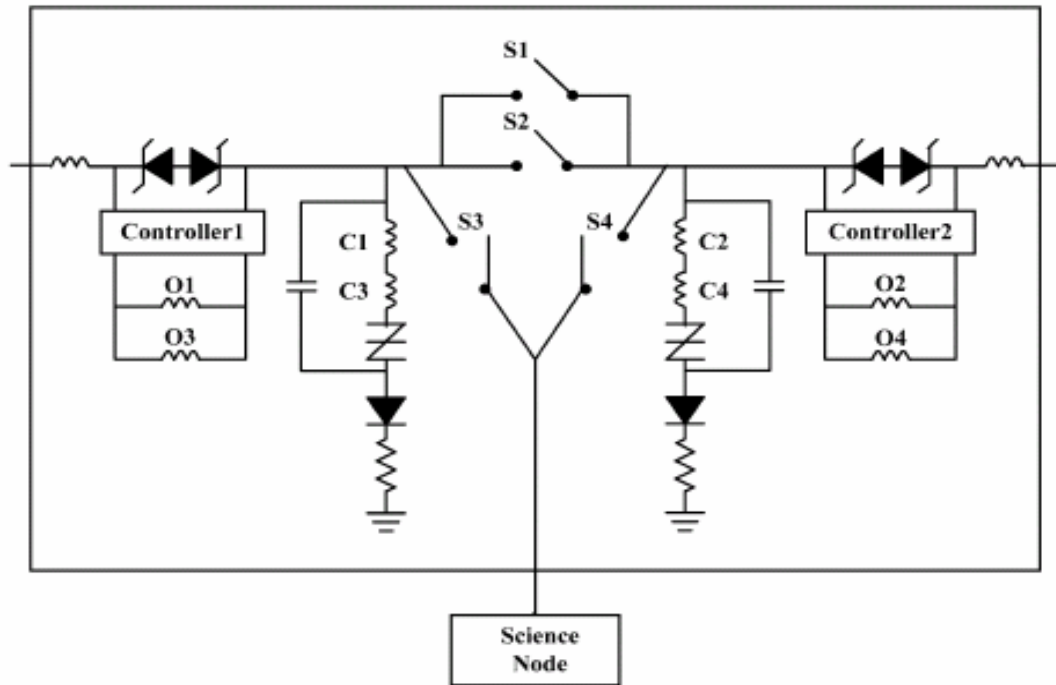 S1
S2
S3
S4
C1
C2
Controller1
Controller2
C3
C4
O1
O2
O3
O4
Science
Node